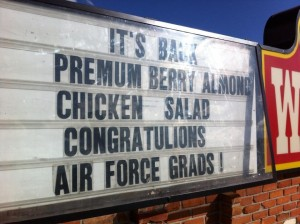 IT'S BACK
PREMUM BERRY ALMOND
CHICKEN SALAD
CONGRATULIONS
AIR FORCE GRADS !
W